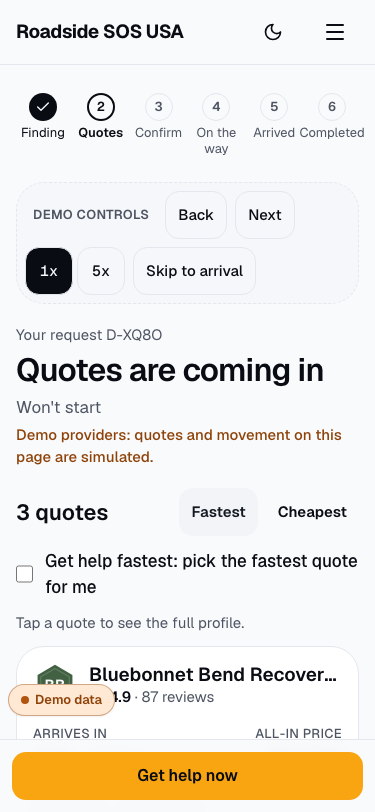 Roadside SOS USA
2 3 4 5 6
Finding Quotes Confirm On the way Arrived Completed
DEMO CONTROLS Back Next
1x 5x Skip to arrival
Your request D-XQ8O
Quotes are coming in
Won't start
Demo providers: quotes and movement on this
page are simulated.
3 quotes Fastest Cheapest
Get help fastest: pick the fastest quote
for me
Tap a quote to see the full profile.
Bluebonnet Bend Recover...
4.9 · 87 reviews
Demo data
ARRIVES IN ALL-IN PRICE
Get help now